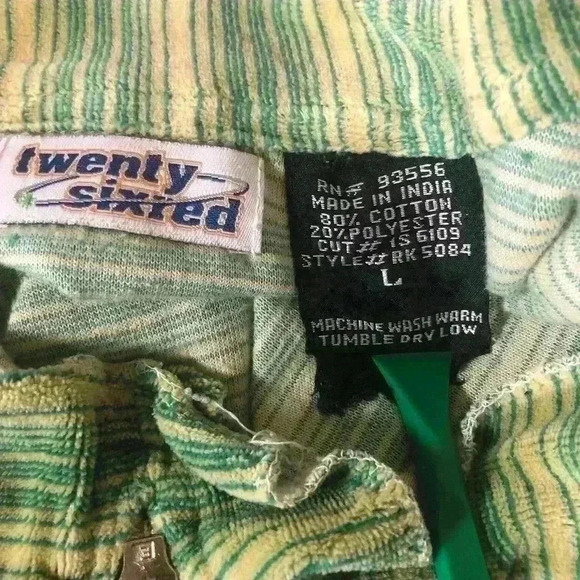 twenty
sixred
RN# 93556
MADE IN INDIA
80% COTTON
20% POLYESTER
CUT# IS 6109
STYLE# RK 5084
L
MACHINE WASH WARM
TUMBLE DRY LOW